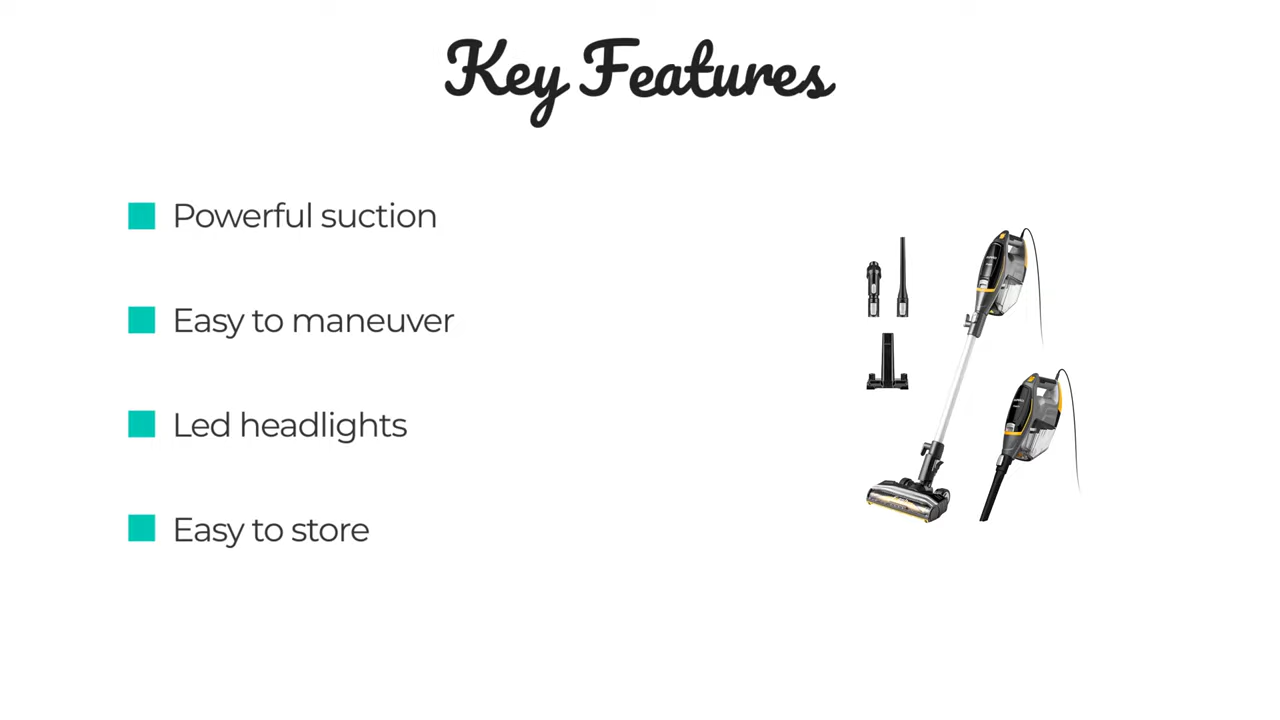 Key Features
Powerful suction
Easy to maneuver
Led headlights
Easy to store